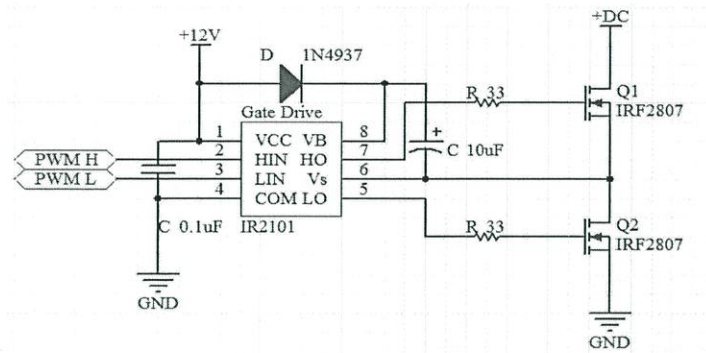 +DC
+12V
D 1N4937
Gate Drive
R 33
Q1
IRF2807
1 VCC VB 8
PWM H 2 HIN HO 7
+
C 10uF
PWM L 3 LIN Vs 6
4 COM LO 5
C 0.1uF
IR2101
R 33
Q2
IRF2807
GND
GND